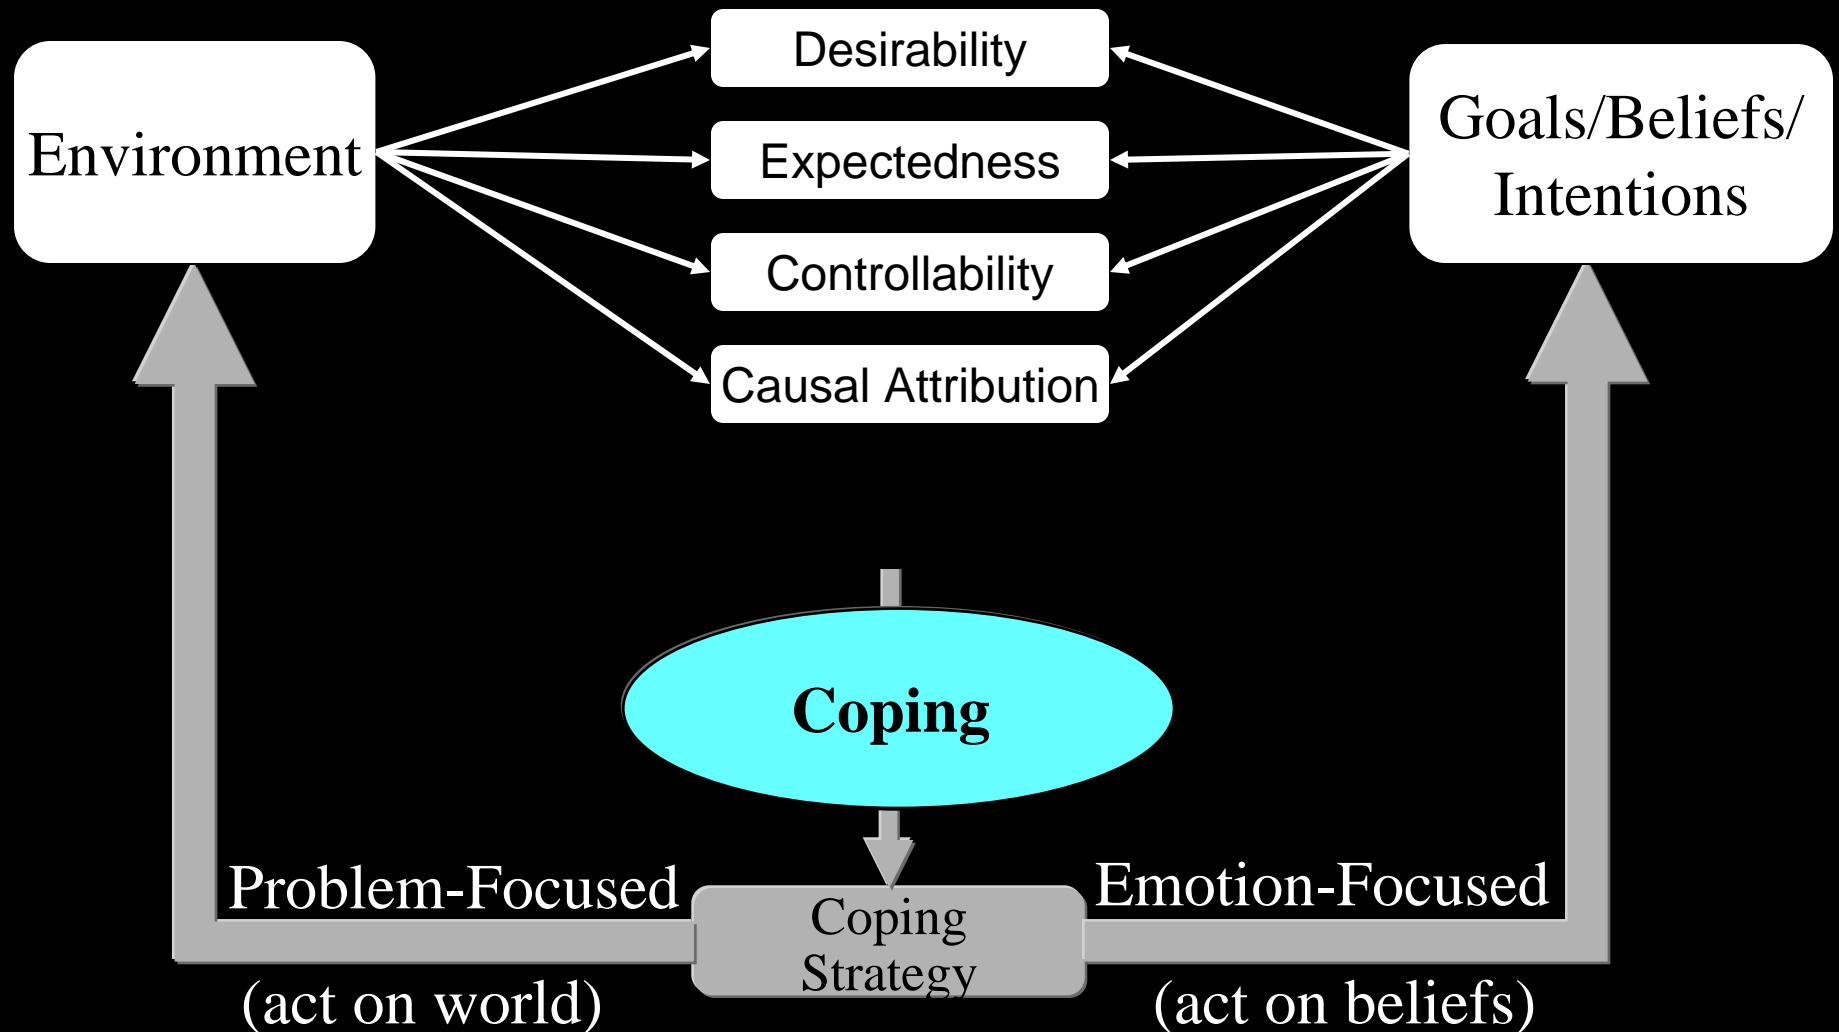 Desirability
Environment
Goals/Beliefs/
Intentions
Expectedness
Controllability
Causal Attribution
Coping
Problem-Focused
Emotion-Focused
Coping
Strategy
(act on world)
(act on beliefs)